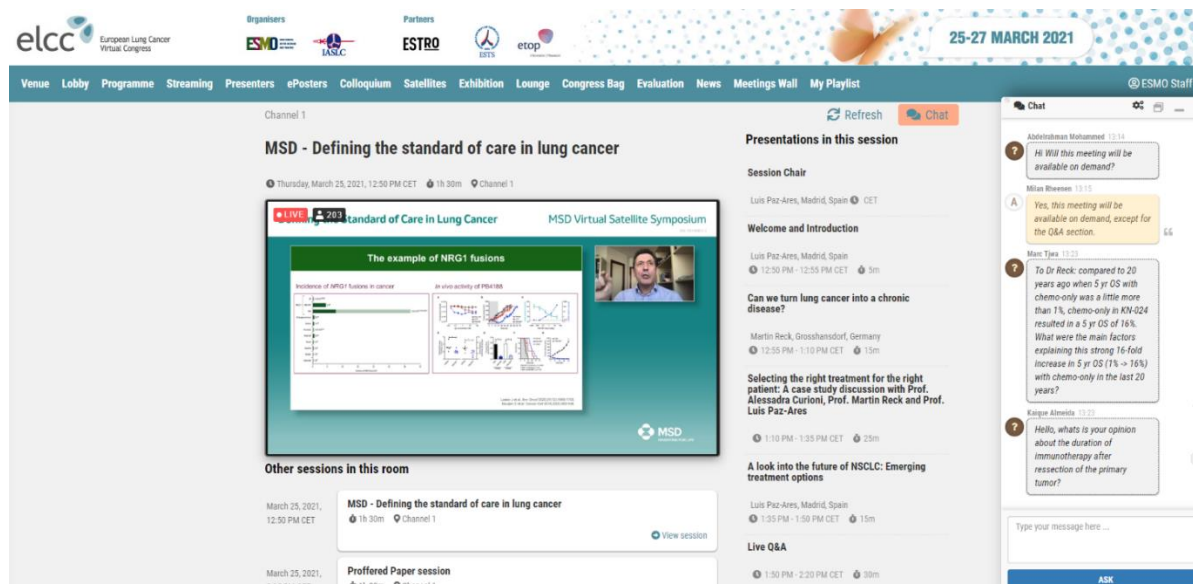 elcc
European Lung Cancer
Virtual Congress
Organisers
ESMO
IASLC
Partners
ESTRO
ESTS
etop
25-27 MARCH 2021
Venue Lobby Programme Streaming Presenters ePosters Colloquium Satellites Exhibition Lounge Congress Bag Evaluation News Meetings Wall My Playlist
ESMO Staff
Channel 1
Refresh
Chat
MSD - Defining the standard of care in lung cancer
Thursday, March 25, 2021, 12:50 PM CET 1h 30m Channel 1
LIVE 203
Standard of Care in Lung Cancer
MSD Virtual Satellite Symposium
The example of NRG1 fusions
Incidence of NRG1 fusions in cancer
In vivo activity of PB4188
MSD
Other sessions in this room
March 25, 2021,
12:50 PM CET
MSD - Defining the standard of care in lung cancer
1h 30m Channel 1
View session
March 25, 2021,
Proffered Paper session
Presentations in this session
Session Chair
Luis Paz-Ares, Madrid, Spain CET
Welcome and Introduction
Luis Paz-Ares, Madrid, Spain
12:50 PM - 12:55 PM CET 5m
Can we turn lung cancer into a chronic
disease?
Martin Reck, Grosshansdorf, Germany
12:55 PM - 1:10 PM CET 15m
Selecting the right treatment for the right
patient: A case study discussion with Prof.
Alessadra Curioni, Prof. Martin Reck and Prof.
Luis Paz-Ares
1:10 PM - 1:35 PM CET 25m
A look into the future of NSCLC: Emerging
treatment options
Luis Paz-Ares, Madrid, Spain
1:35 PM - 1:50 PM CET 15m
Live Q&A
1:50 PM - 2:20 PM CET 30m
Chat
Abdelrahman Mohammed 13:14
Hi Will this meeting will be
available on demand?
Milan Rheenen 13:15
A
Yes, this meeting will be
available on demand, except for
the Q&A section.
Marc Tjwa 13:23
To Dr Reck: compared to 20
years ago when 5 yr OS with
chemo-only was a little more
than 1%, chemo-only in KN-024
resulted in a 5 yr OS of 16%.
What were the main factors
explaining this strong 16-fold
increase in 5 yr OS (1% -> 16%)
with chemo-only in the last 20
years?
Kaique Almeida 13:23
Hello, whats is your opinion
about the duration of
immunotherapy after
ressection of the primary
tumor?
Type your message here ...
ASK